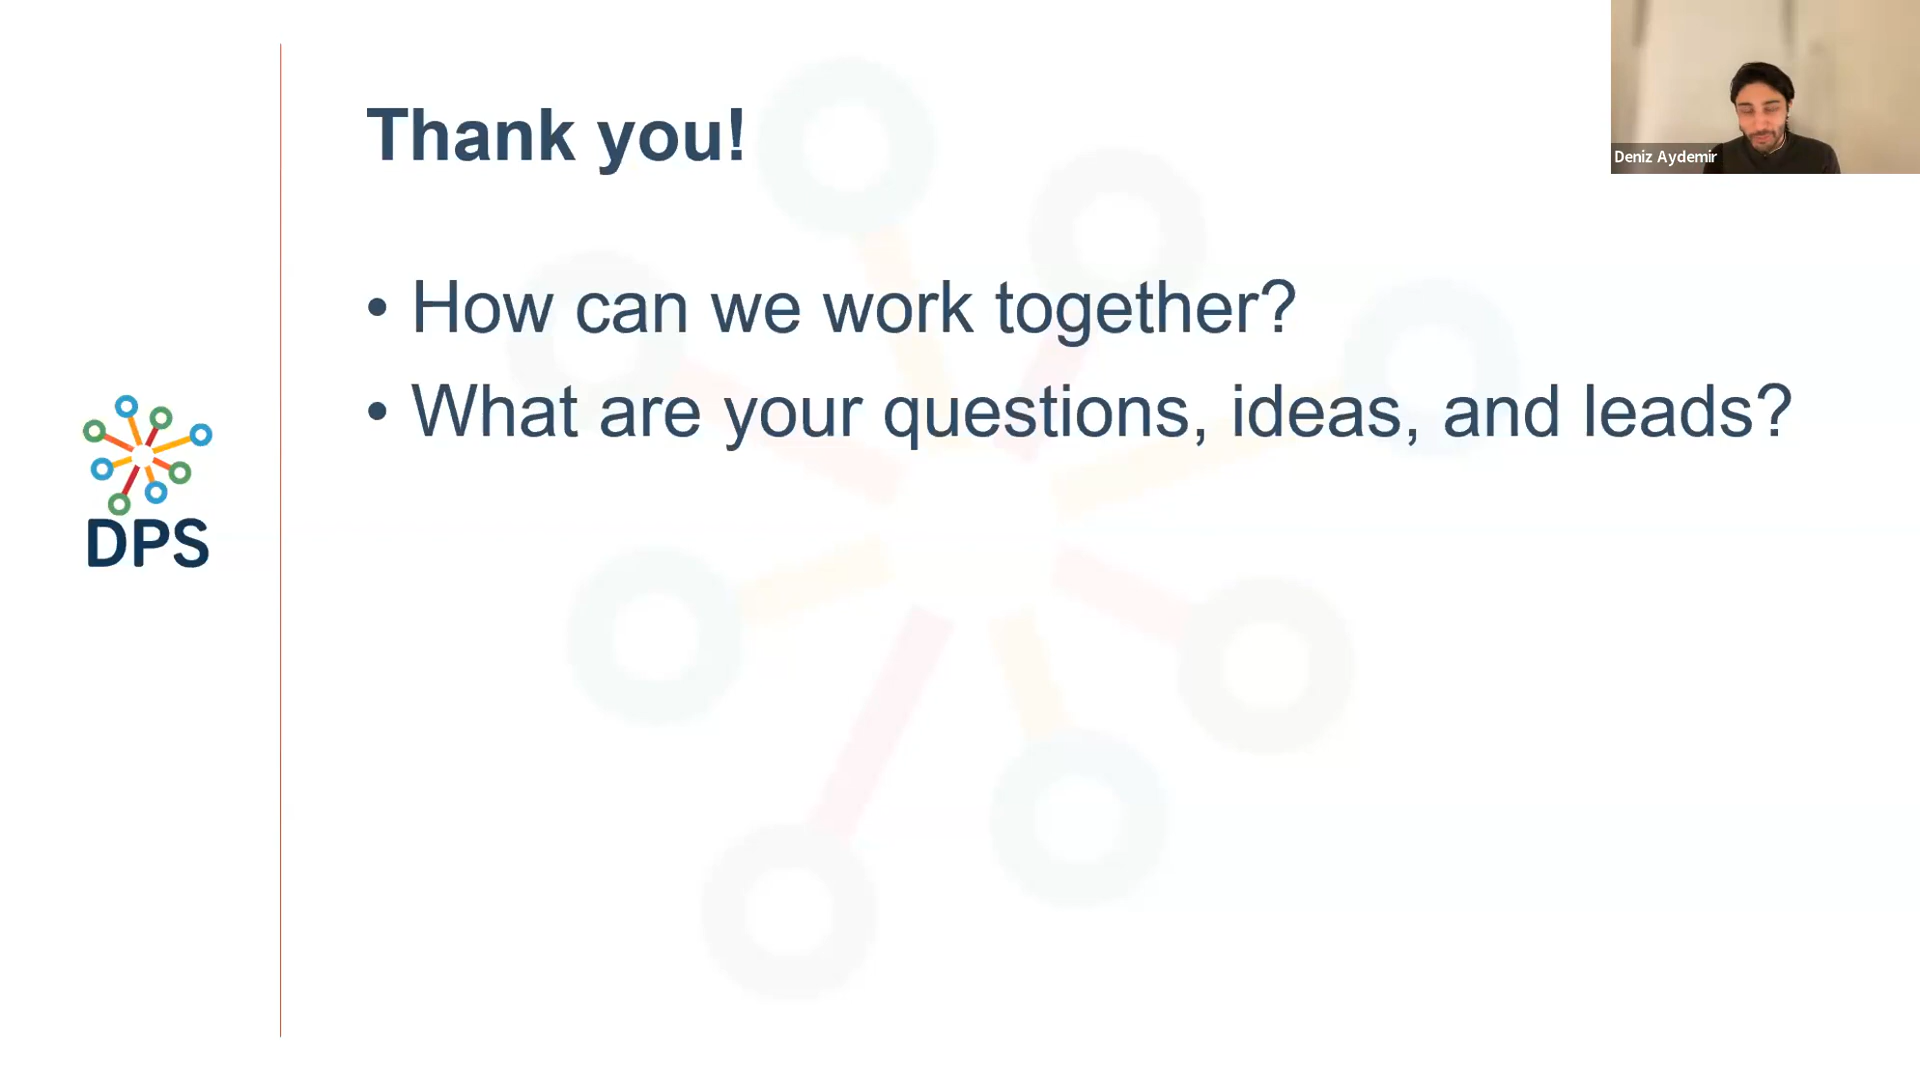 Thank you!
• How can we work together?
• What are your questions, ideas, and leads?
DPS
Deniz Aydemir